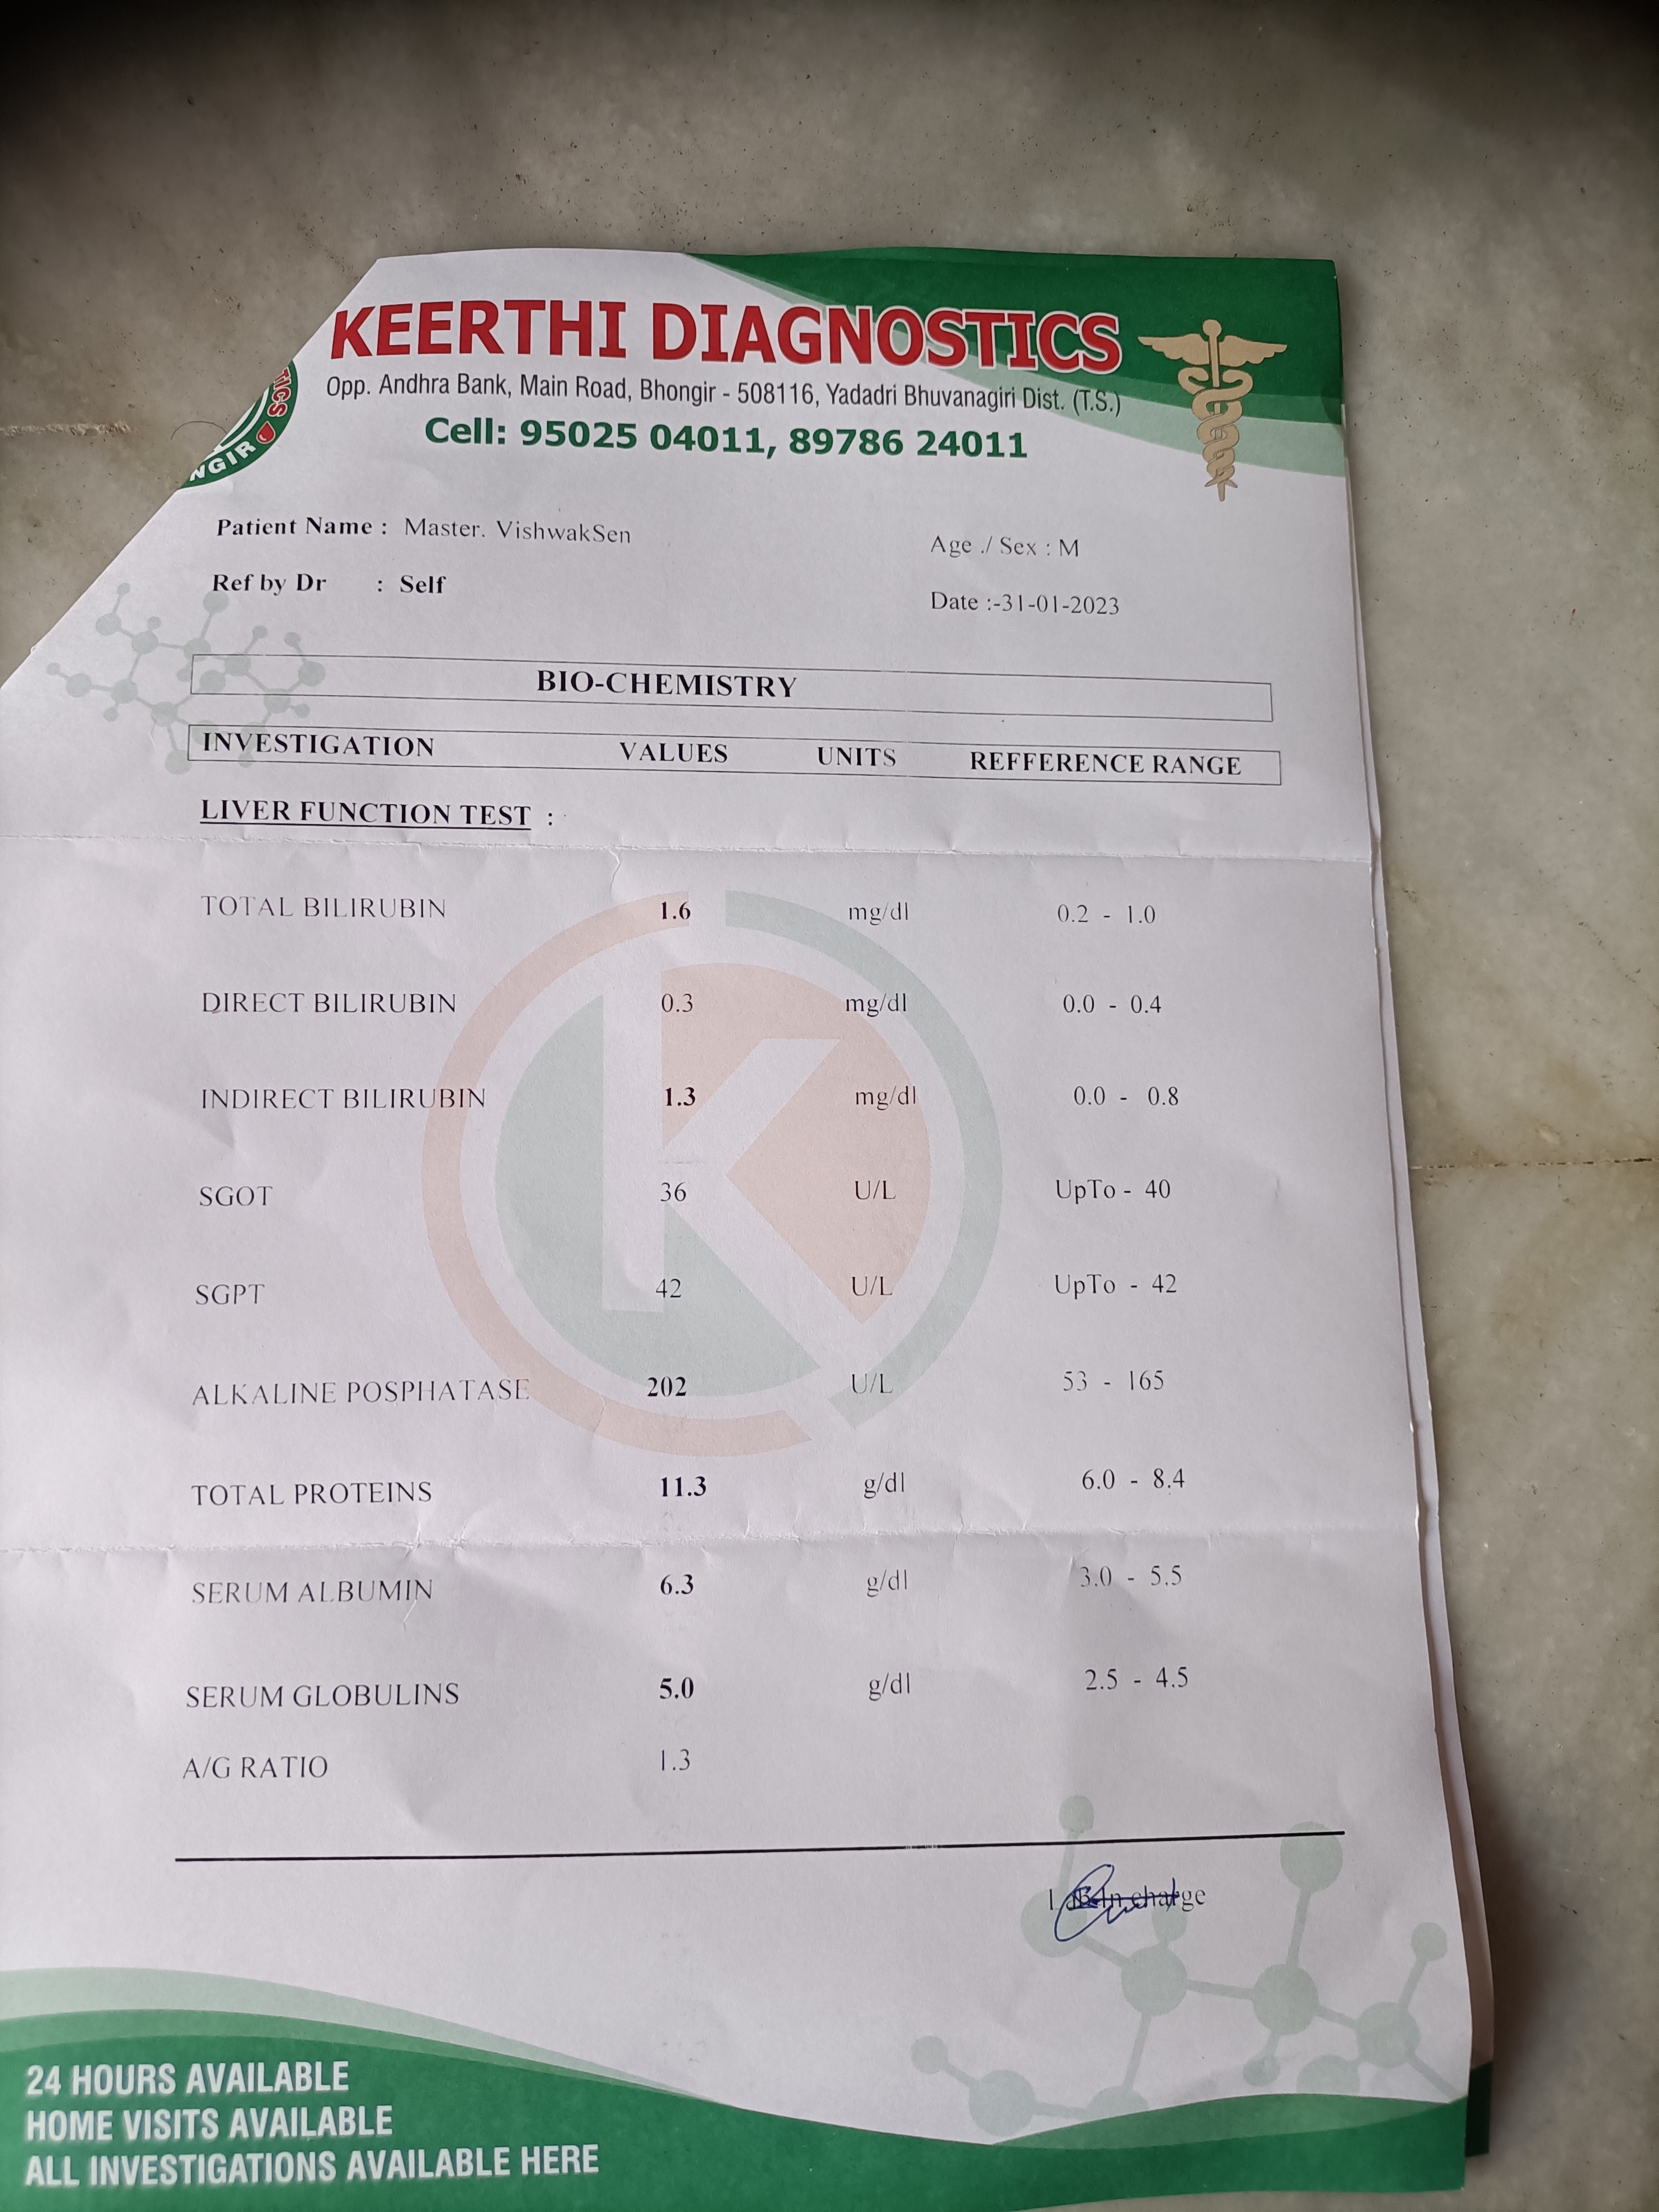 KEERTHI DIAGNOSTICS
Opp. Andhra Bank, Main Road, Bhongir - 508116, Yadadri Bhuvanagiri Dist. (T.S.)
Cell: 95025 04011, 89786 24011
TICS
NGIR
Patient Name : Master. VishwakSen
Age ./ Sex : M
Ref by Dr : Self
Date :-31-01-2023
BIO-CHEMISTRY
INVESTIGATION VALUES UNITS REFFERENCE RANGE
LIVER FUNCTION TEST :
TOTAL BILIRUBIN 1.6 mg/dl 0.2 - 1.0
DIRECT BILIRUBIN 0.3 mg/dl 0.0 - 0.4
INDIRECT BILIRUBIN 1.3 mg/dl 0.0 - 0.8
SGOT 36 U/L UpTo - 40
SGPT 42 U/L UpTo - 42
ALKALINE POSPHATASE 202 U/L 53 - 165
TOTAL PROTEINS 11.3 g/dl 6.0 - 8.4
SERUM ALBUMIN 6.3 g/dl 3.0 - 5.5
SERUM GLOBULINS 5.0 g/dl 2.5 - 4.5
A/G RATIO 1.3
K
In charge
24 HOURS AVAILABLE
HOME VISITS AVAILABLE
ALL INVESTIGATIONS AVAILABLE HERE